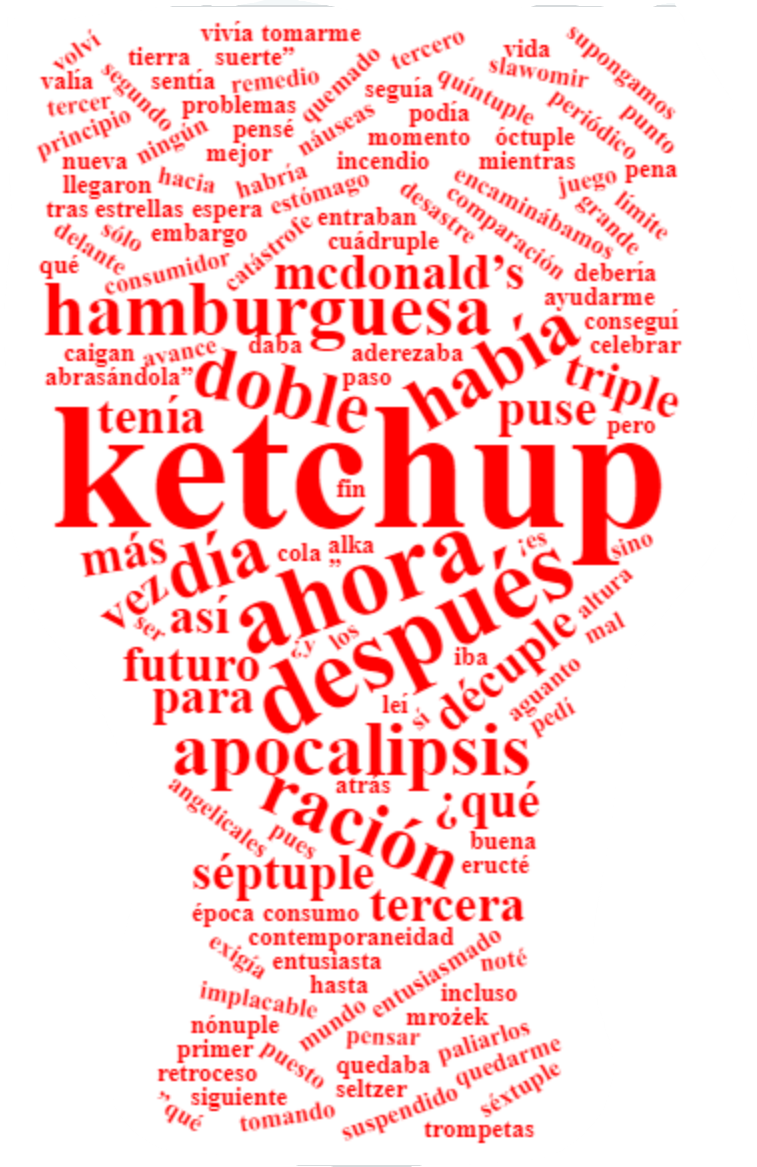 volví
vivía tomarme
tierra suerte”
quemado
tercero
vida
supongamos
valía
segundo
sentía remedio
seguía
quíntuple
slawomir
tercer
problemas
náuseas
podía
periódico
punto
principio
ningún
pensé
momento
óctuple
nueva
mejor
incendio
mientras
llegaron
hacia
habría
estómago
desastre
encaminábamos
juego
pena
tras estrellas espera
entraban
comparación
grande
límite
delante
sólo
embargo
catástrofe
cuádruple
qué
consumidor
mcdonald’s
debería
hamburguesa
ayudarme
había
conseguí
caigan
avance
daba
aderezaba
celebrar
abrasándola”
doble
paso
triple
tenía
puse
pero
ketchup
fin
más
día
cola
alka
”
ahora
¡es
sino
vez
ser
así
¿y
los
después
altura
mal
futuro
iba
décuple
para
leí
sí
aguanto
pedí
apocalipsis
atrás
angelicales
ración
¿qué
pues
buena
séptuple
eructé
época consumo
tercera
contemporaneidad
exigía
entusiasta
entusiasmado
noté
hasta
implacable
incluso
nónuple
mundo
mrożek
primer
puesto
pensar
paliarlos
retroceso
quedaba
quedarme
siguiente
seltzer
séxtuple
”qué
tomando
suspendido
trompetas